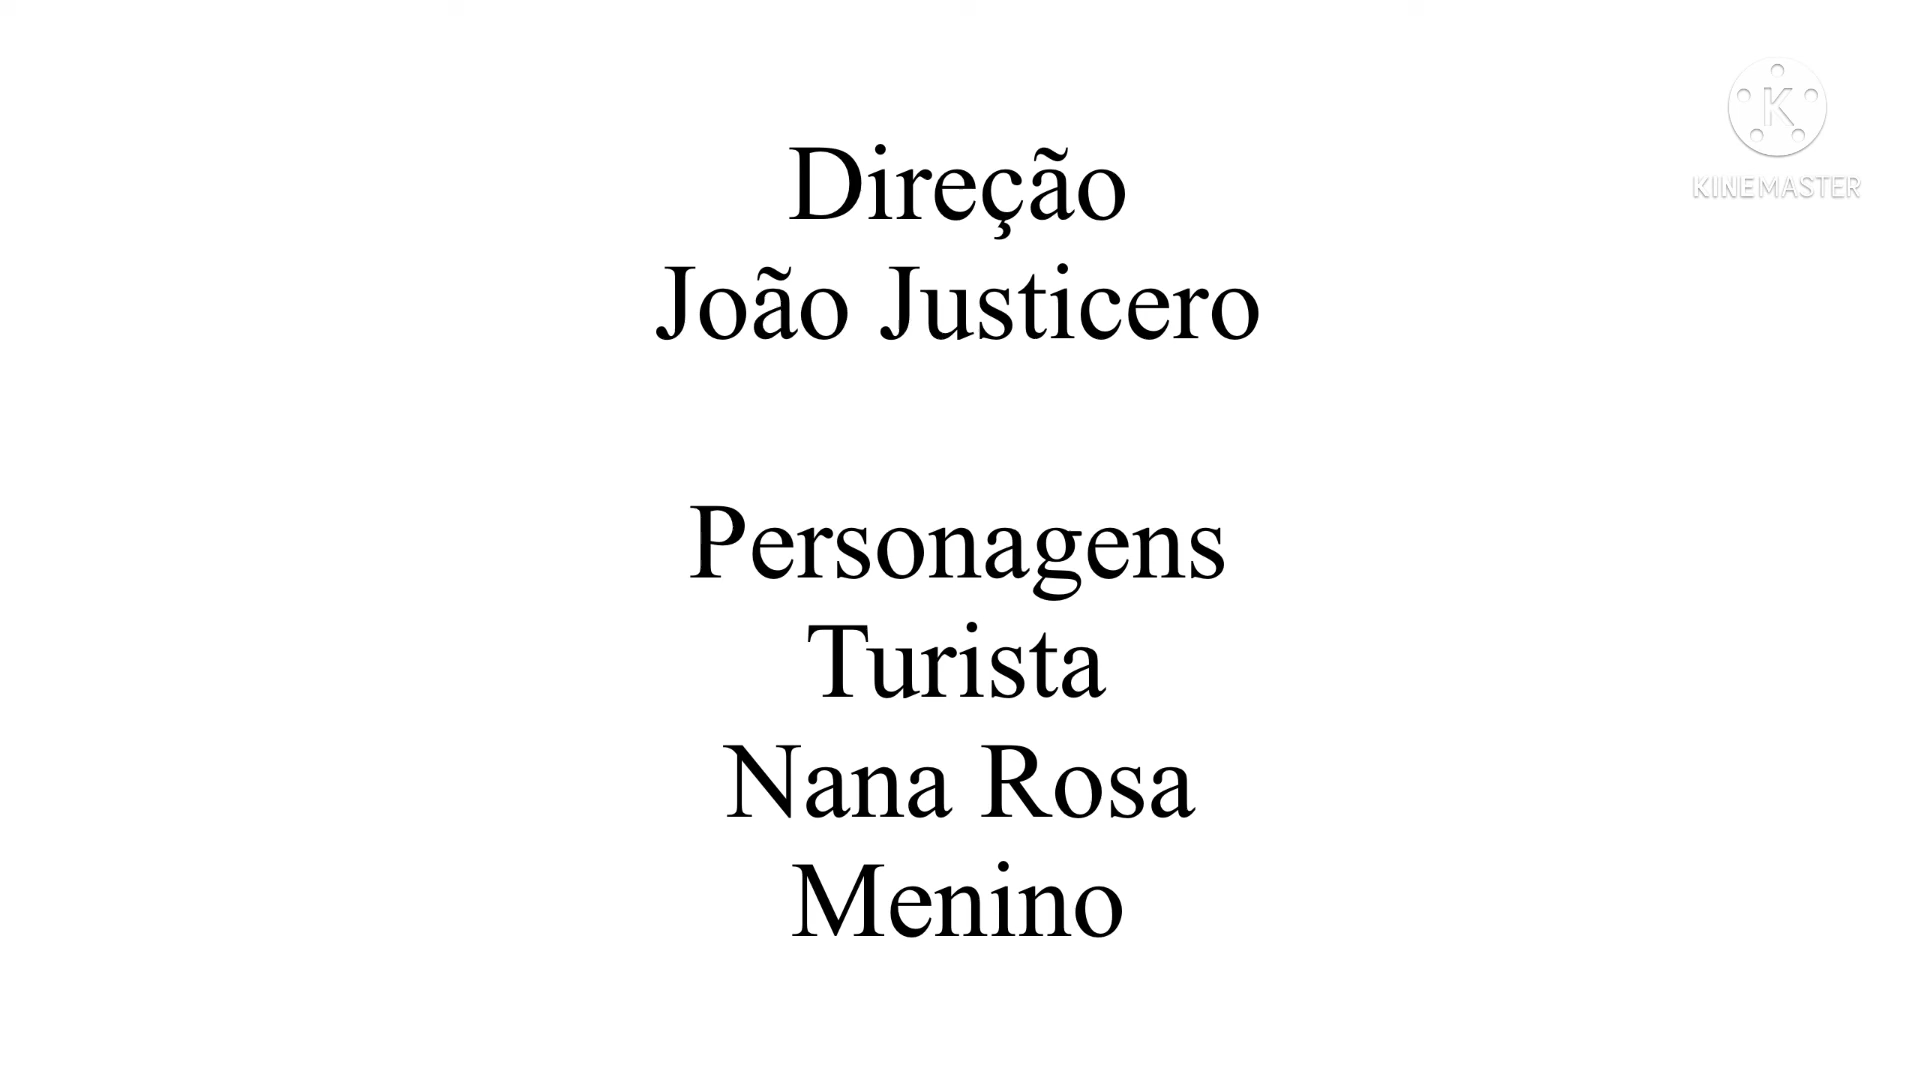 Direção
João Justicero
Personagens
Turista
Nana Rosa
Menino
KINEMASTER